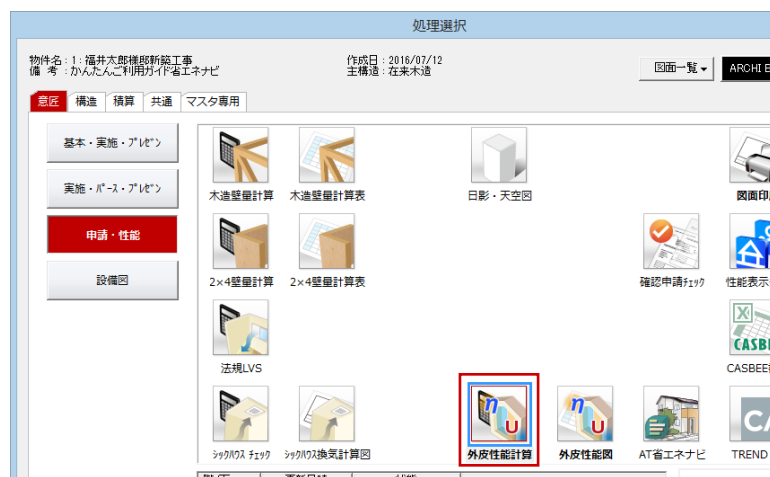 処理選択
物件名：1：福井太郎様邸新築工事
作成日：2016/07/12
備　考：かんたんご利用ガイド省エネナビ
主構造：在来木造
図面一覧
ARCHI
意匠 構造 積算 共通 マスタ専用
基本・実施・ﾌﾟﾚｾﾞﾝ
実施・ﾊﾟｰｽ・ﾌﾟﾚｾﾞﾝ
申請・性能
設備図
木造壁量計算 木造壁量計算表 日影・天空図 図面印
2×4壁量計算 2×4壁量計算表 確認申請ﾁｪｯｸ 性能表示
法規LVS CASBEE
CASBEE
ｼｯｸﾊｳｽ ﾁｪｯｸ ｼｯｸﾊｳｽ換気計算図 外皮性能計算 外皮性能図 AT省エネナビ TREND
η U
η U